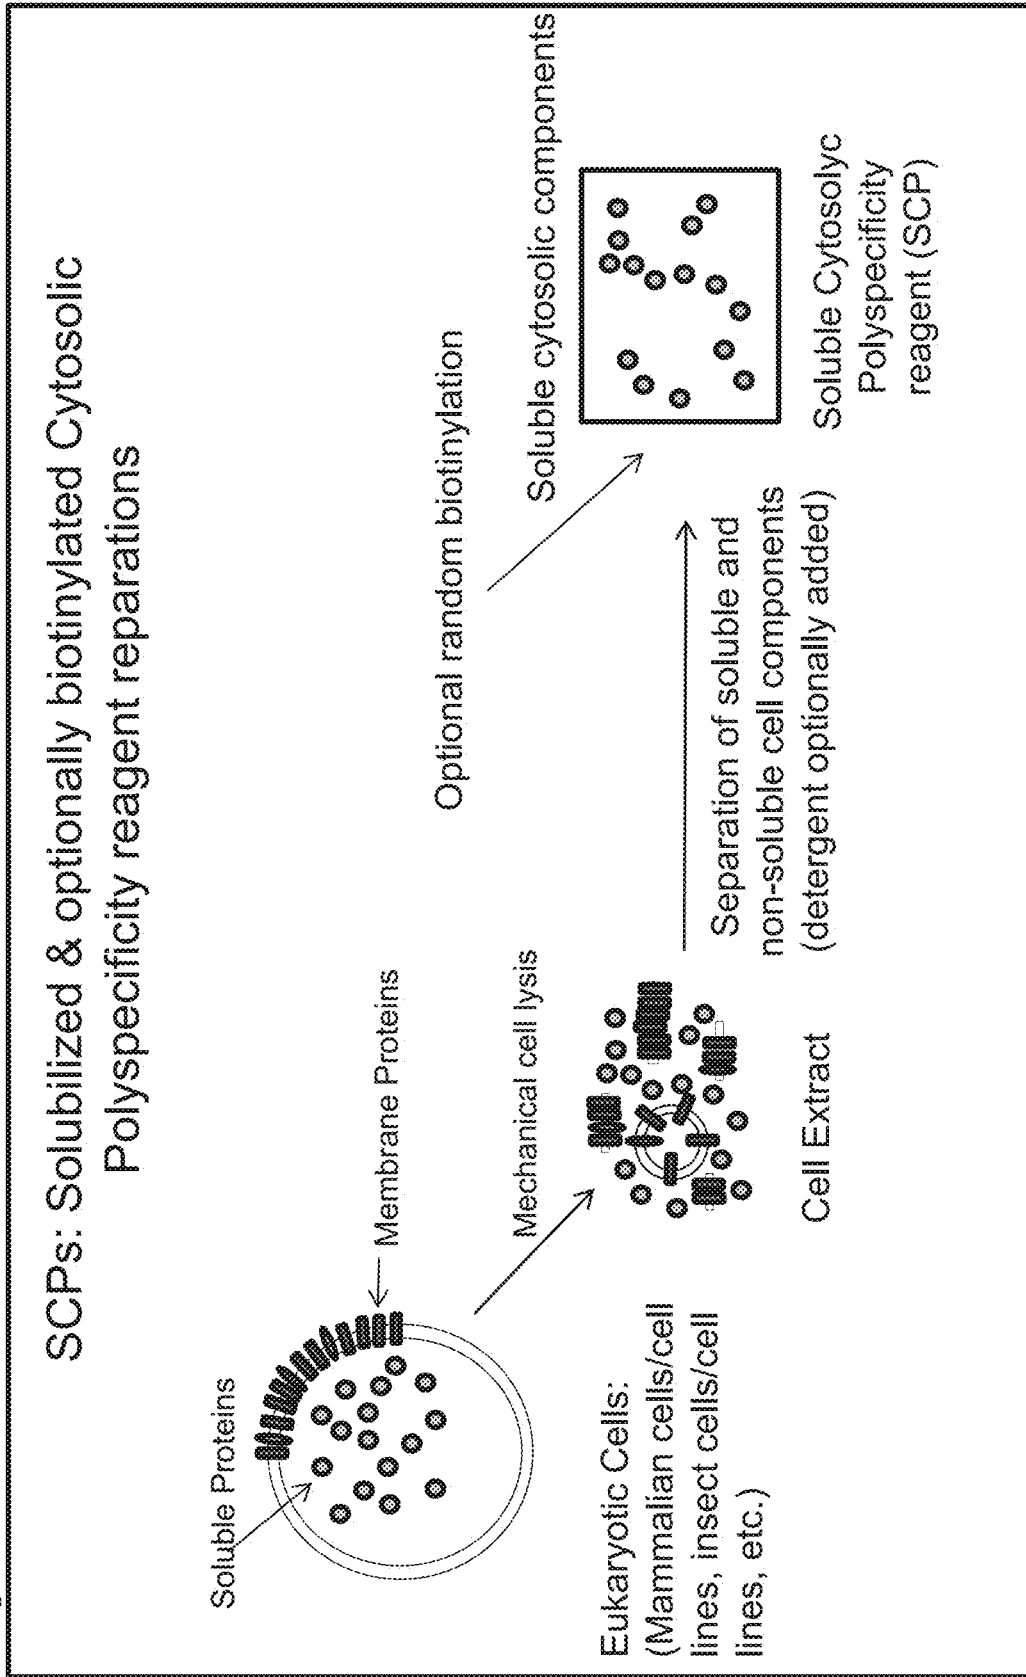 SCPs: Solubilized & optionally biotinylated Cytosolic
Polyspecificity reagent reparations
Soluble Proteins
Membrane Proteins
Mechanical cell lysis
Optional random biotinylation
Soluble cytosolic components
Eukaryotic Cells:
(Mammalian cells/cell
lines, insect cells/cell
lines, etc.)
Cell Extract
Separation of soluble and
non-soluble cell components
(detergent optionally added)
Soluble Cytosolyc
Polyspecificity
reagent (SCP)